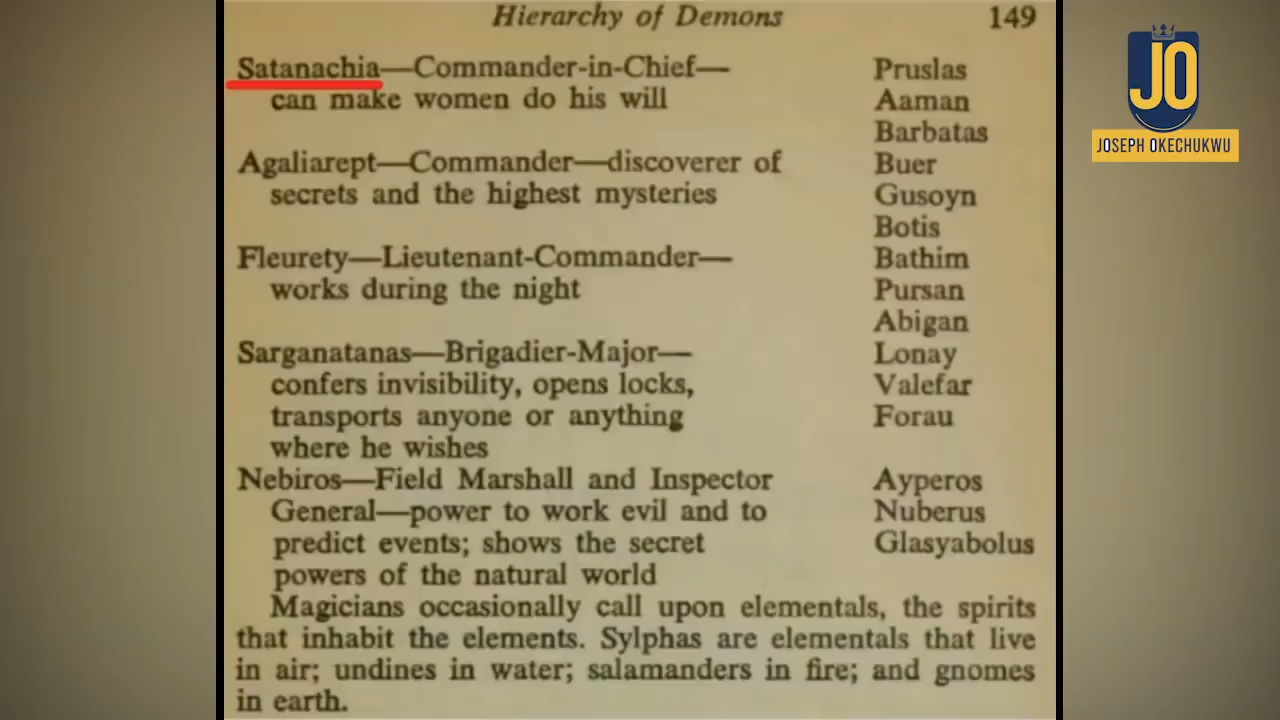 Hierarchy of Demons 149
Satanachia—Commander-in-Chief— Pruslas
can make women do his will Aaman
Barbatas
Agaliarept—Commander—discoverer of Buer
secrets and the highest mysteries Gusoyn
Botis
Fleurety—Lieutenant-Commander— Bathim
works during the night Pursan
Abigan
Sarganatanas—Brigadier-Major— Lonay
confers invisibility, opens locks, Valefar
transports anyone or anything Forau
where he wishes
Nebiros—Field Marshall and Inspector Ayperos
General—power to work evil and to Nuberus
predict events; shows the secret Glasyabolus
powers of the natural world
Magicians occasionally call upon elementals, the spirits
that inhabit the elements. Sylphas are elementals that live
in air; undines in water; salamanders in fire; and gnomes
in earth.
JO
JOSEPH OKECHUKWU